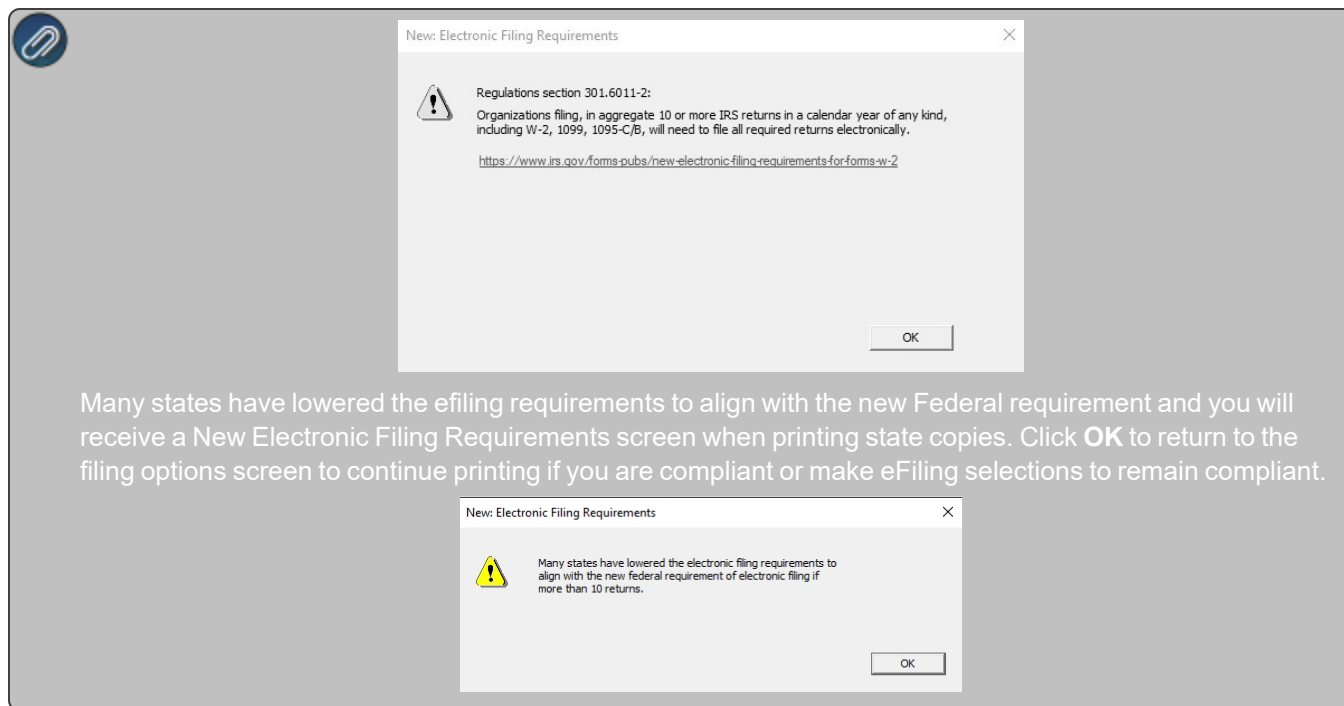 New: Electronic Filing Requirements
Regulations section 301.6011-2:
Organizations filing, in aggregate 10 or more IRS returns in a calendar year of any kind,
including W-2, 1099, 1095-C/B, will need to file all required returns electronically.
https://www.irs.gov/forms-pubs/new-electronic-filing-requirements-for-forms-w-2
OK
Many states have lowered the efiling requirements to align with the new Federal requirement and you will
receive a New Electronic Filing Requirements screen when printing state copies. Click OK to return to the
filing options screen to continue printing if you are compliant or make eFiling selections to remain compliant.
New: Electronic Filing Requirements
Many states have lowered the electronic filing requirements to
align with the new federal requirement of electronic filing if
more than 10 returns.
OK